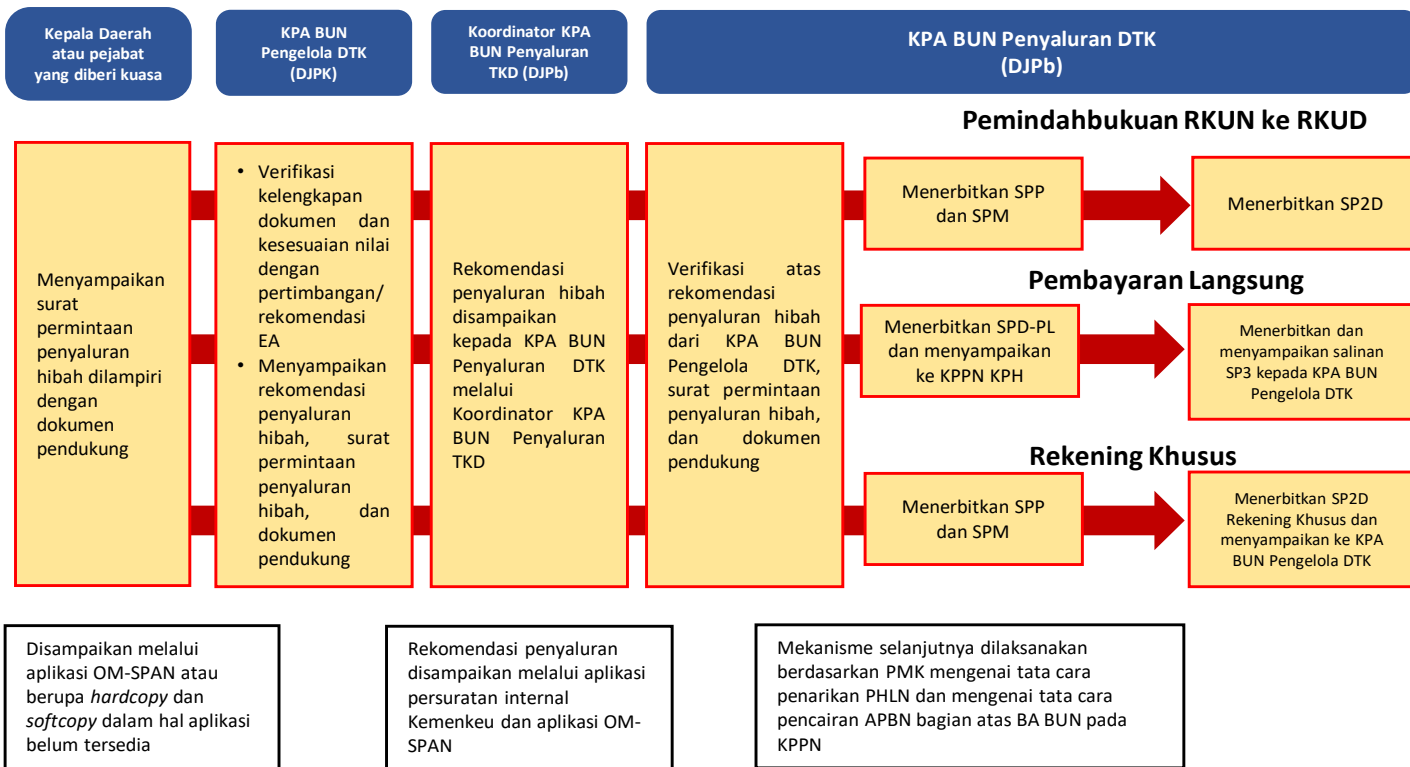 Kepala Daerah
atau pejabat
yang diberi kuasa
KPA BUN
Pengelola DTK
(DJPK)
Koordinator KPA
BUN Penyaluran
TKD (DJPb)
KPA BUN Penyaluran DTK
(DJPb)
Menyampaikan
surat
permintaan
penyaluran
hibah dilampiri
dengan
dokumen
pendukung
• Verifikasi
kelengkapan
dokumen dan
kesesuaian nilai
dengan
pertimbangan/
rekomendasi
EA
• Menyampaikan
rekomendasi
penyaluran
hibah, surat
permintaan
penyaluran
hibah, dan
dokumen
pendukung
Rekomendasi
penyaluran hibah
disampaikan
kepada KPA BUN
Penyaluran DTK
melalui
Koordinator KPA
BUN Penyaluran
TKD
Verifikasi atas
rekomendasi
penyaluran hibah
dari KPA BUN
Pengelola DTK,
surat permintaan
penyaluran hibah,
dan dokumen
pendukung
Pemindahbukuan RKUN ke RKUD
Menerbitkan SPP
dan SPM
Menerbitkan SP2D
Pembayaran Langsung
Menerbitkan SPD-PL
dan menyampaikan
ke KPPN KPH
Menerbitkan dan
menyampaikan salinan
SP3 kepada KPA BUN
Pengelola DTK
Rekening Khusus
Menerbitkan SPP
dan SPM
Menerbitkan SP2D
Rekening Khusus dan
menyampaikan ke KPA
BUN Pengelola DTK
Disampaikan melalui
aplikasi OM-SPAN atau
berupa hardcopy dan
softcopy dalam hal aplikasi
belum tersedia
Rekomendasi penyaluran
disampaikan melalui aplikasi
persuratan internal
Kemenkeu dan aplikasi OM-
SPAN
Mekanisme selanjutnya dilaksanakan
berdasarkan PMK mengenai tata cara
penarikan PHLN dan mengenai tata cara
pencairan APBN bagian atas BA BUN pada
KPPN